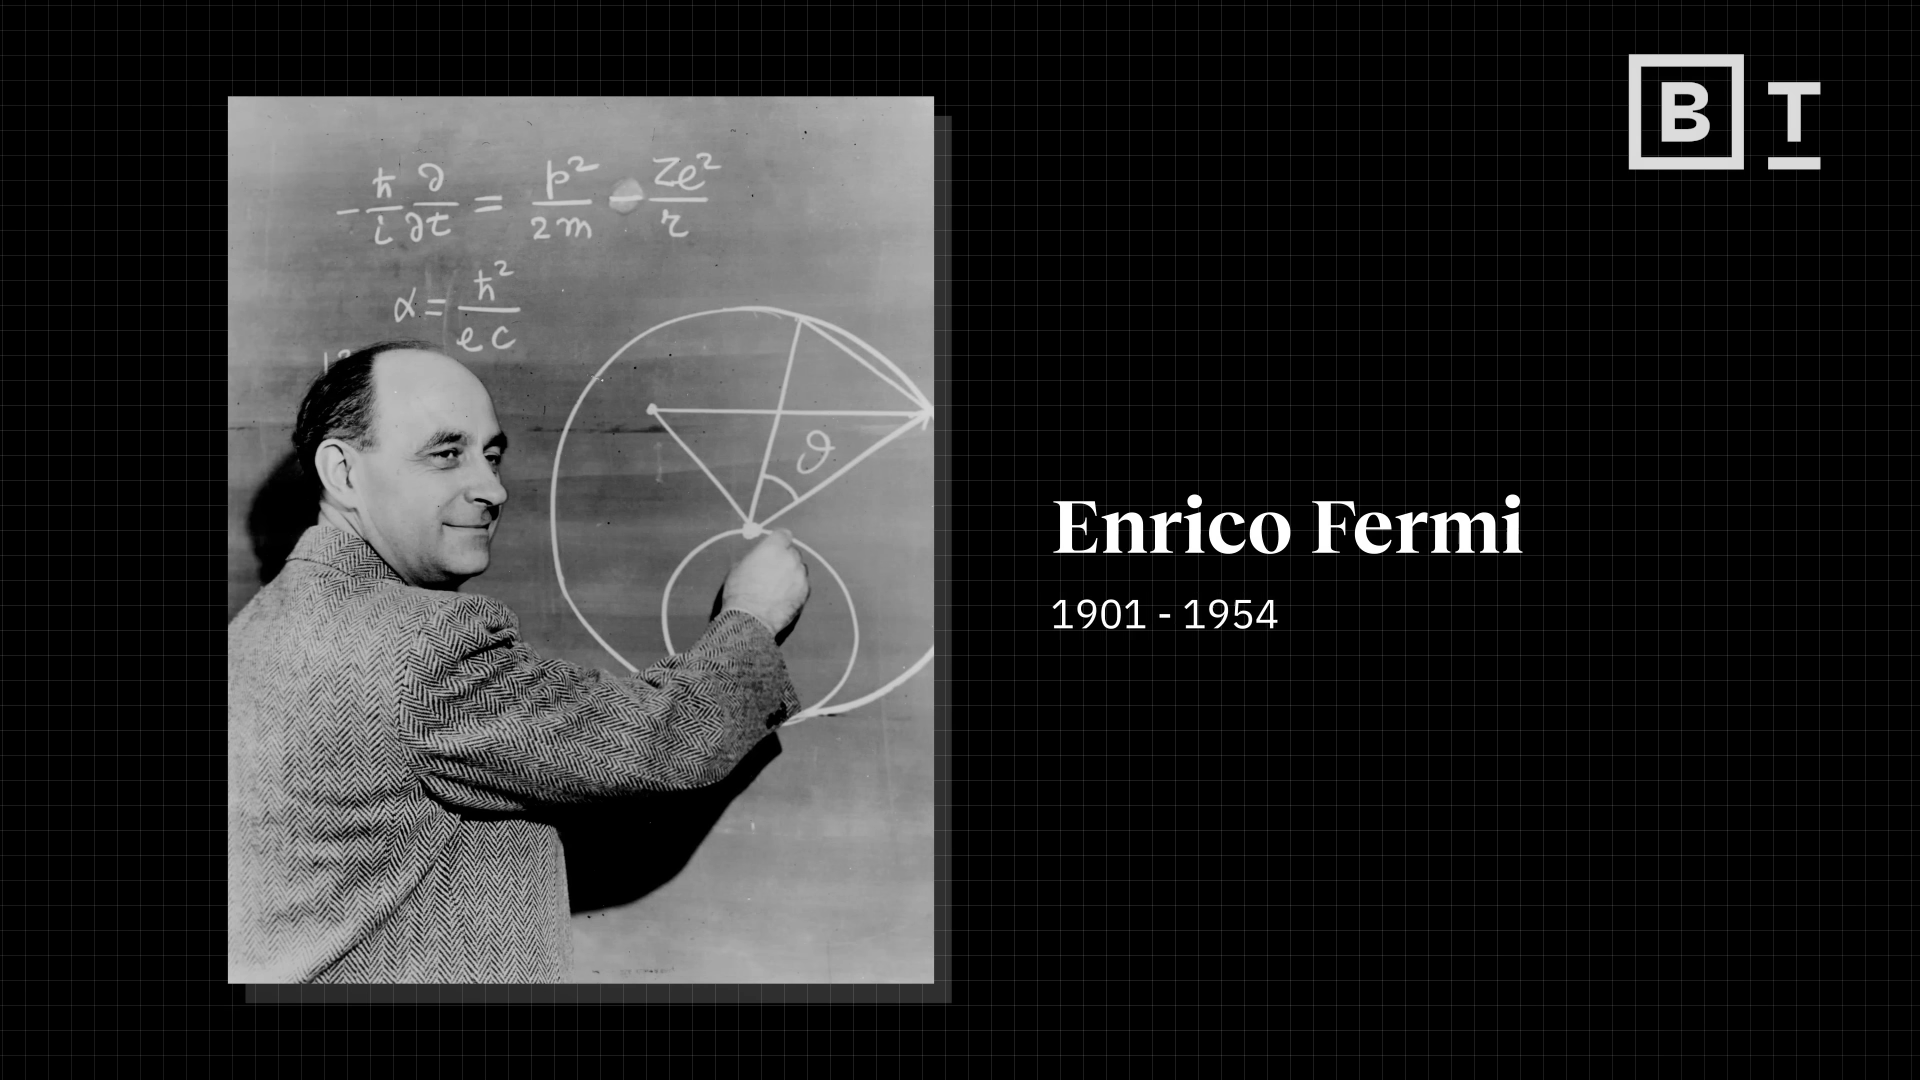 B T
-ħ/i ∂/∂t = p²/2m - Ze²/r
α = ħ²/ec
ϑ
Enrico Fermi
1901 - 1954